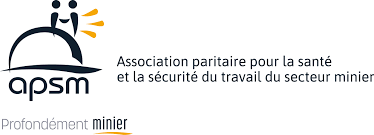 Association paritaire pour la santé
et la sécurité du travail du secteur minier
apsm
Profondément minier